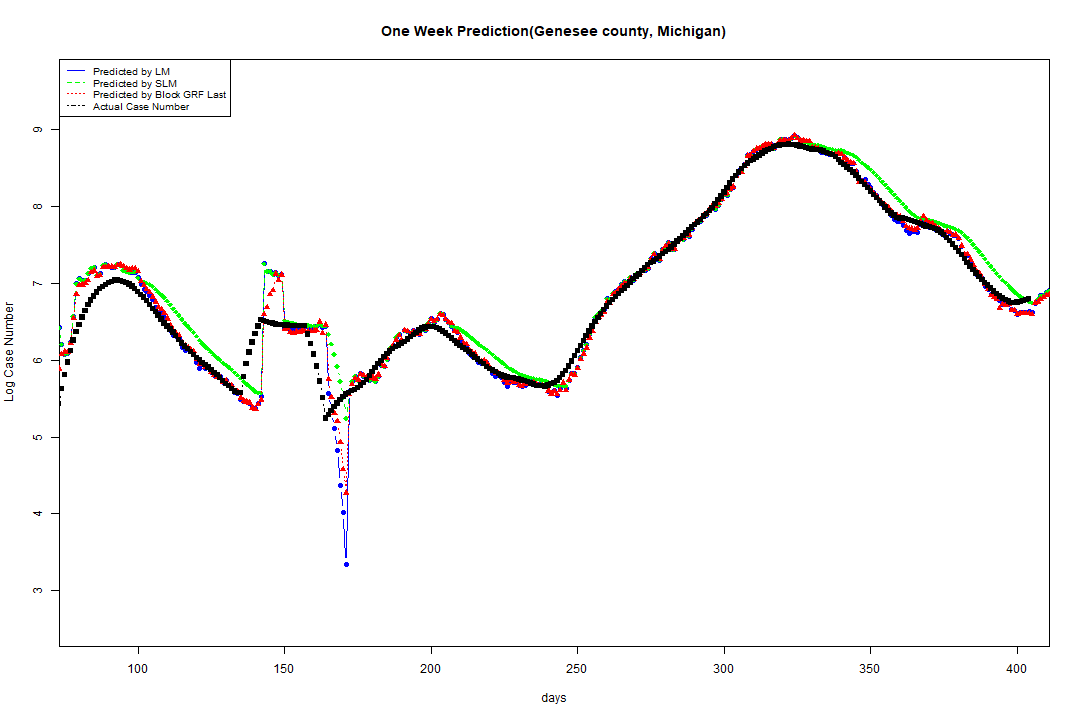 One Week Prediction(Genesee county, Michigan)
Predicted by LM
Predicted by SLM
Predicted by Block GRF Last
Actual Case Number
9
8
7
6
5
4
3
Log Case Number
100 150 200 250 300 350 400
days